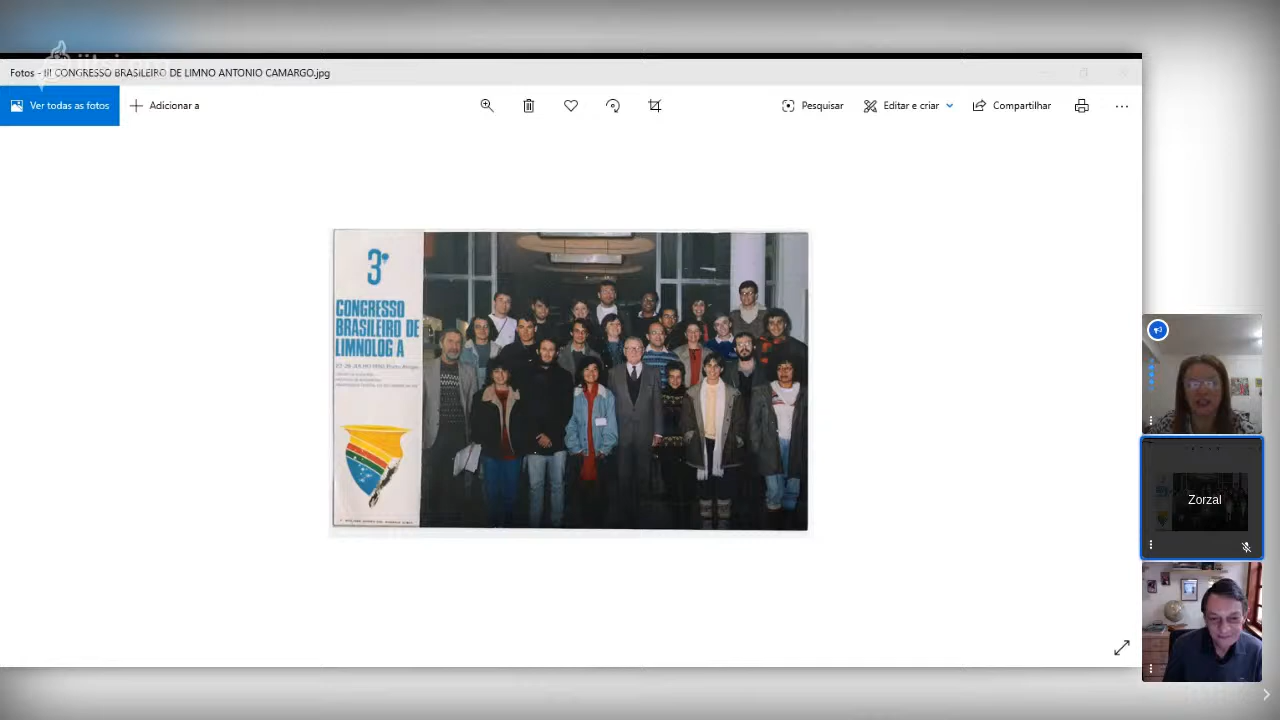 Fotos - III CONGRESSO BRASILEIRO DE LIMNO ANTONIO CAMARGO.jpg
Ver todas as fotos
Adicionar a
Pesquisar
Editar e criar
Compartilhar
3º
CONGRESSO
BRASILEIRO DE
LIMNOLOG A
Zorzal